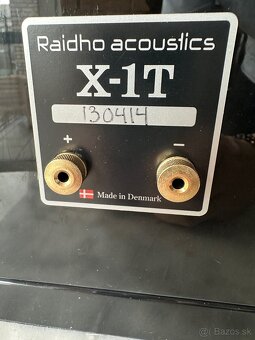 Raidho acoustics
X-1T
130414
+ −
Made in Denmark
Bazos.sk